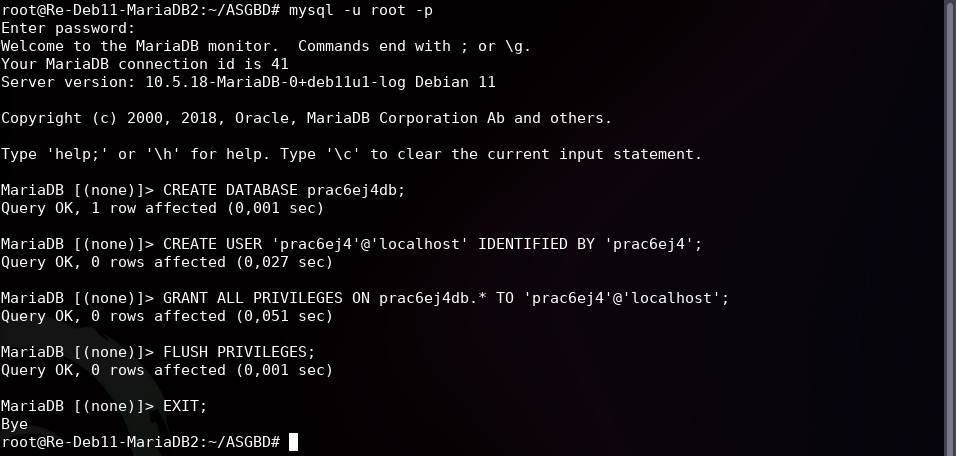 root@Re-Deb11-MariaDB2:~/ASGBD# mysql -u root -p
Enter password:
Welcome to the MariaDB monitor.  Commands end with ; or \g.
Your MariaDB connection id is 41
Server version: 10.5.18-MariaDB-0+deb11u1-log Debian 11
Copyright (c) 2000, 2018, Oracle, MariaDB Corporation Ab and others.
Type 'help;' or '\h' for help. Type '\c' to clear the current input statement.
MariaDB [(none)]> CREATE DATABASE prac6ej4db;
Query OK, 1 row affected (0,001 sec)
MariaDB [(none)]> CREATE USER 'prac6ej4'@'localhost' IDENTIFIED BY 'prac6ej4';
Query OK, 0 rows affected (0,027 sec)
MariaDB [(none)]> GRANT ALL PRIVILEGES ON prac6ej4db.* TO 'prac6ej4'@'localhost';
Query OK, 0 rows affected (0,051 sec)
MariaDB [(none)]> FLUSH PRIVILEGES;
Query OK, 0 rows affected (0,001 sec)
MariaDB [(none)]> EXIT;
Bye
root@Re-Deb11-MariaDB2:~/ASGBD#